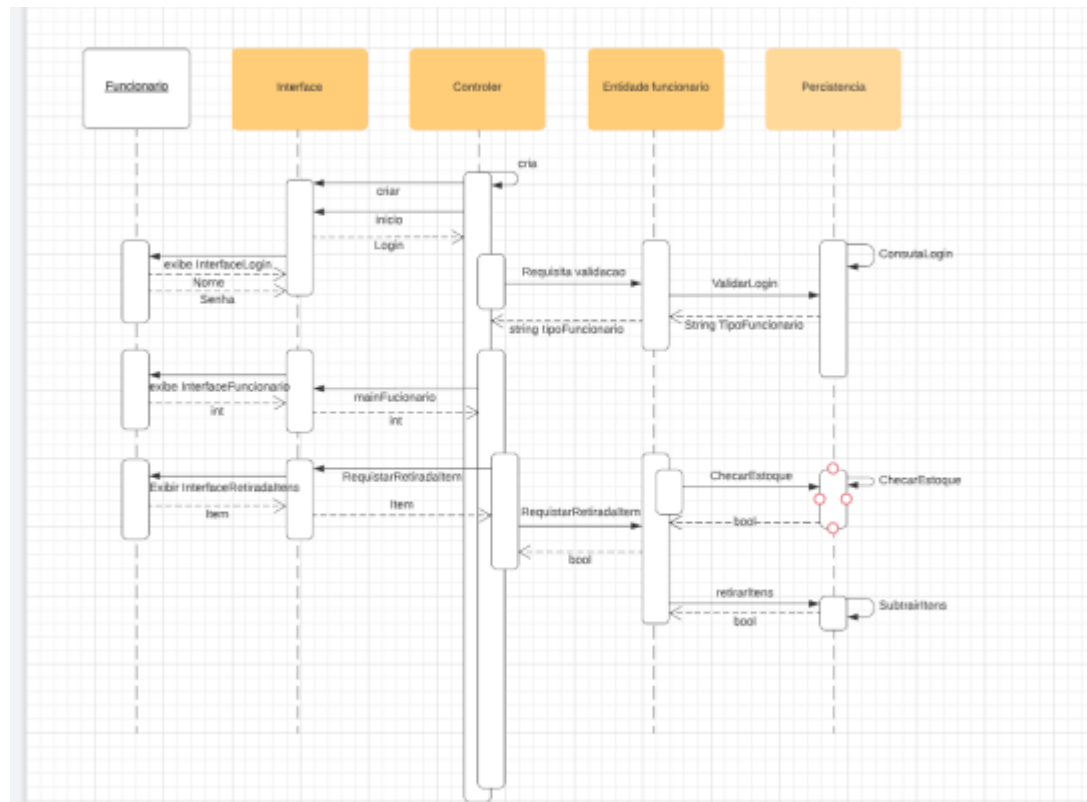 Funcionario
Interface
Controler
Entidade funcionario
Percistencia
cria
criar
inicio
Login
exibe InterfaceLogin
Nome
Senha
Requisita validacao
ConsutaLogin
ValidarLogin
string tipoFuncionario
String TipoFuncionario
exibe InterfaceFuncionario
int
mainFucionario
int
RequistarRetiradaItem
Exibir InterfaceRetiradaItens
Item
Item
ChecarEstoque
ChecarEstoque
RequistarRetiradaItem
bool
bool
retirarItens
SubtrairItens
bool